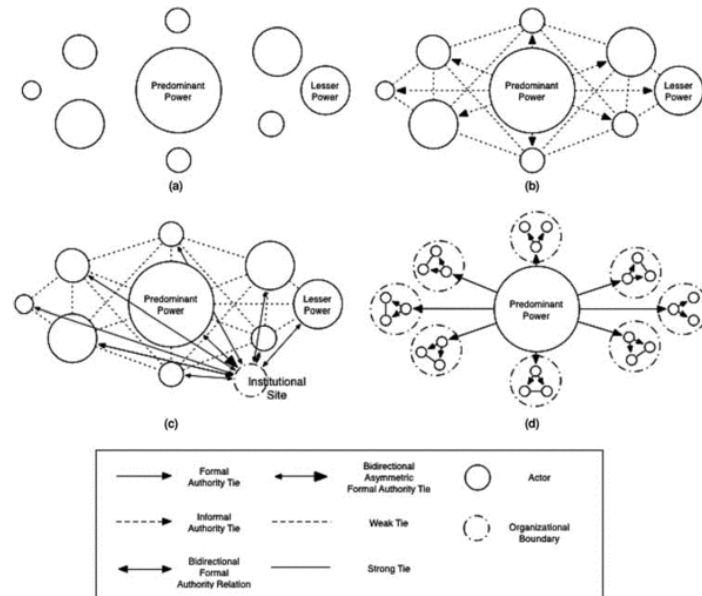 Predominant
Power
Lesser
Power
(a)
Predominant
Power
Lesser
Power
(b)
Predominant
Power
Lesser
Power
Institutional
Site
(c)
Predominant
Power
(d)
Formal
Authority Tie
Bidirectional
Asymmetric
Formal Authority Tie
Actor
Informal
Authority Tie
Weak Tie
Organizational
Boundary
Bidirectional
Formal
Authority Relation
Strong Tie